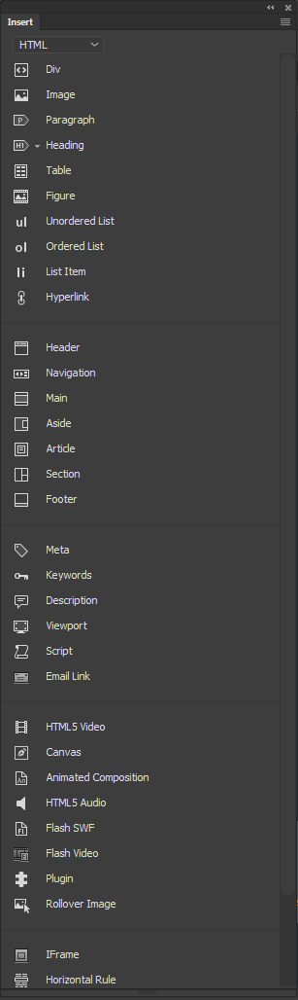 Insert
HTML
Div
Image
P Paragraph
H1 Heading
Table
Figure
ul Unordered List
ol Ordered List
li List Item
Hyperlink
Header
Navigation
Main
Aside
Article
Section
Footer
Meta
Keywords
Description
Viewport
Script
Email Link
HTML5 Video
Canvas
An Animated Composition
HTML5 Audio
FL Flash SWF
Flash Video
Plugin
Rollover Image
IFrame
Horizontal Rule